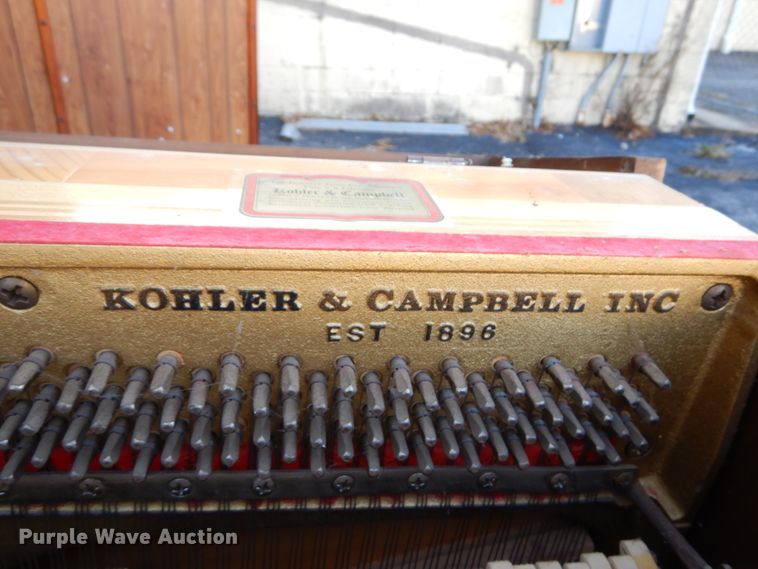 Kohler & Campbell
KOHLER & CAMPBELL INC
EST 1896
Purple Wave Auction